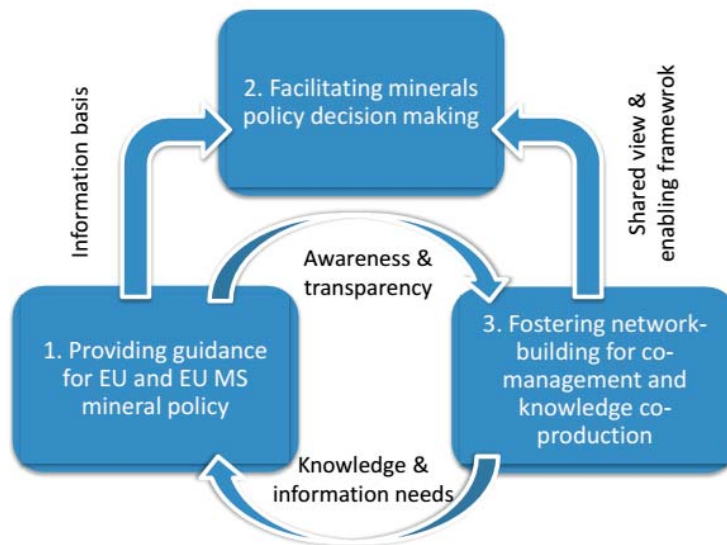 2. Facilitating minerals
policy decision making
Information basis
Shared view &
enabling framewrok
Awareness &
transparency
1. Providing guidance
for EU and EU MS
mineral policy
3. Fostering network-
building for co-
management and
knowledge co-
production
Knowledge &
information needs